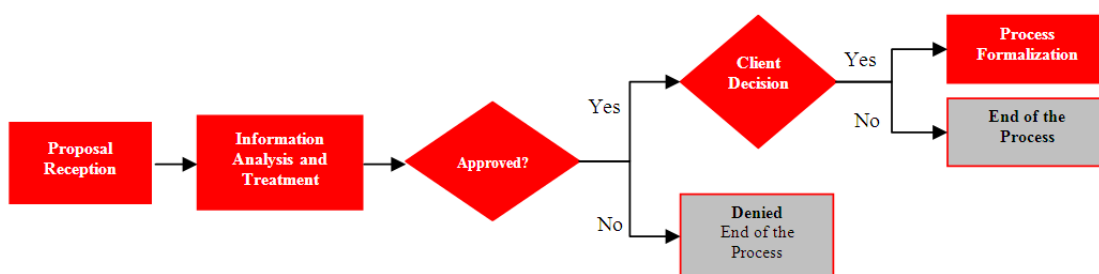 Proposal
Reception
Information
Analysis and
Treatment
Approved?
Yes
No
Client
Decision
Denied
End of the
Process
Yes
No
Process
Formalization
End of the
Process